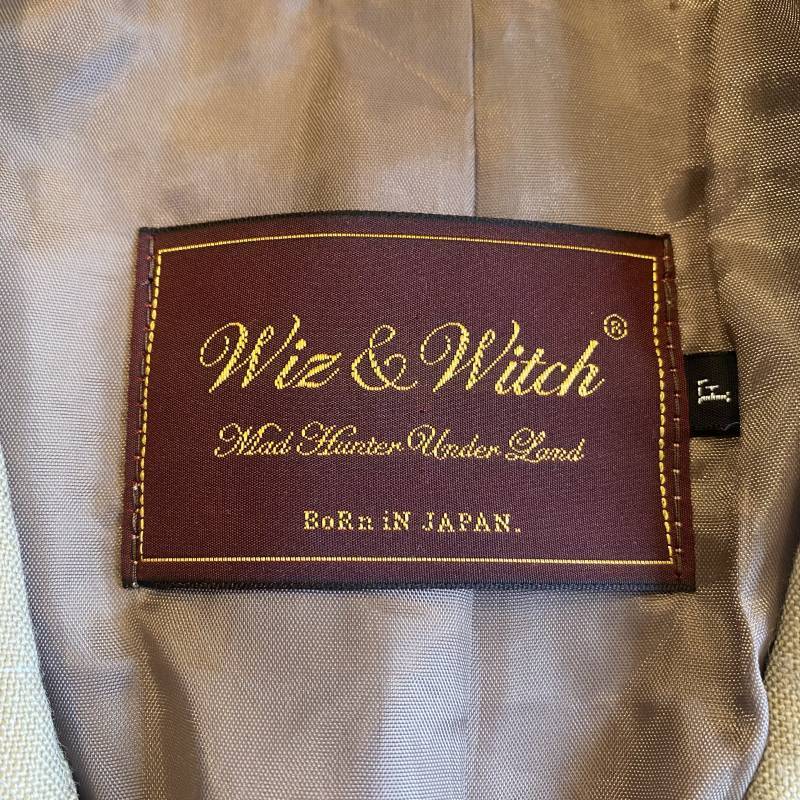 Wiz & Witch®
Mad Hunter Under Land
BoRn iN JAPAN.
F